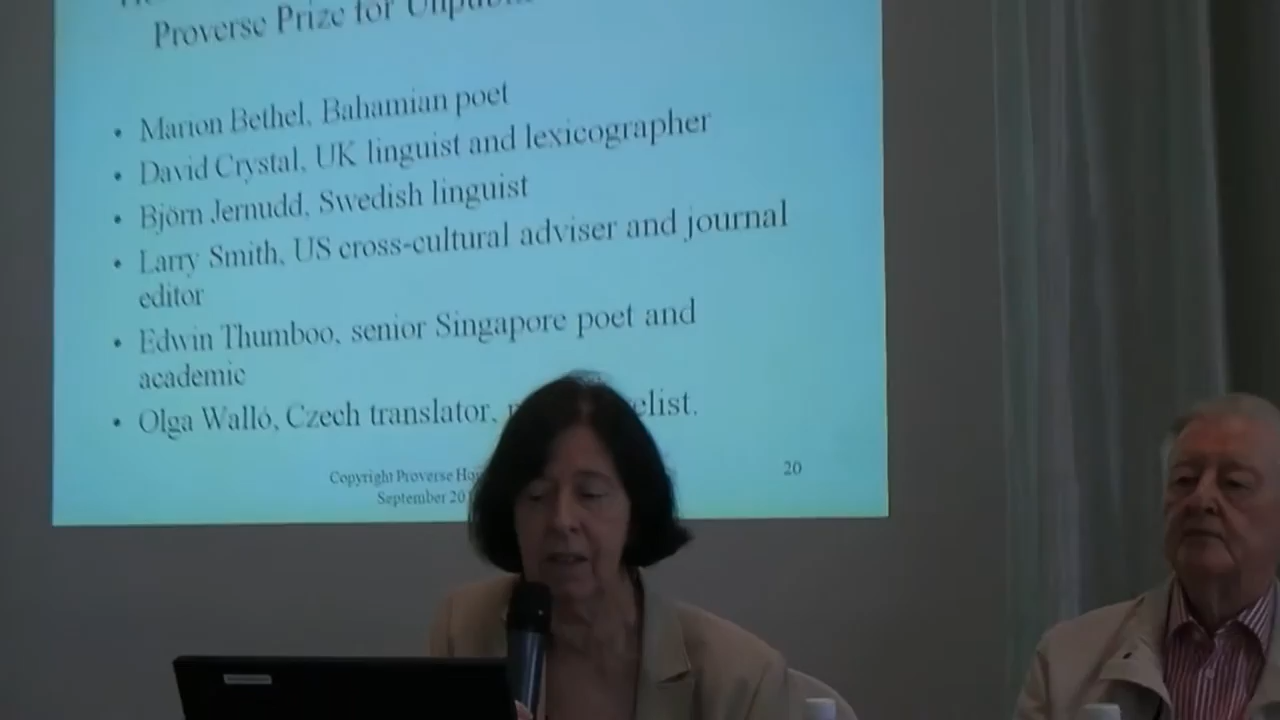 Proverse Prize for
• Marion Bethel, Bahamian poet
• David Crystal, UK linguist and lexicographer
• Björn Jernudd, Swedish linguist
• Larry Smith, US cross-cultural adviser and journal
editor
• Edwin Thumboo, senior Singapore poet and
academic
• Olga Walló, Czech translator,
Copyright Proverse
20
September